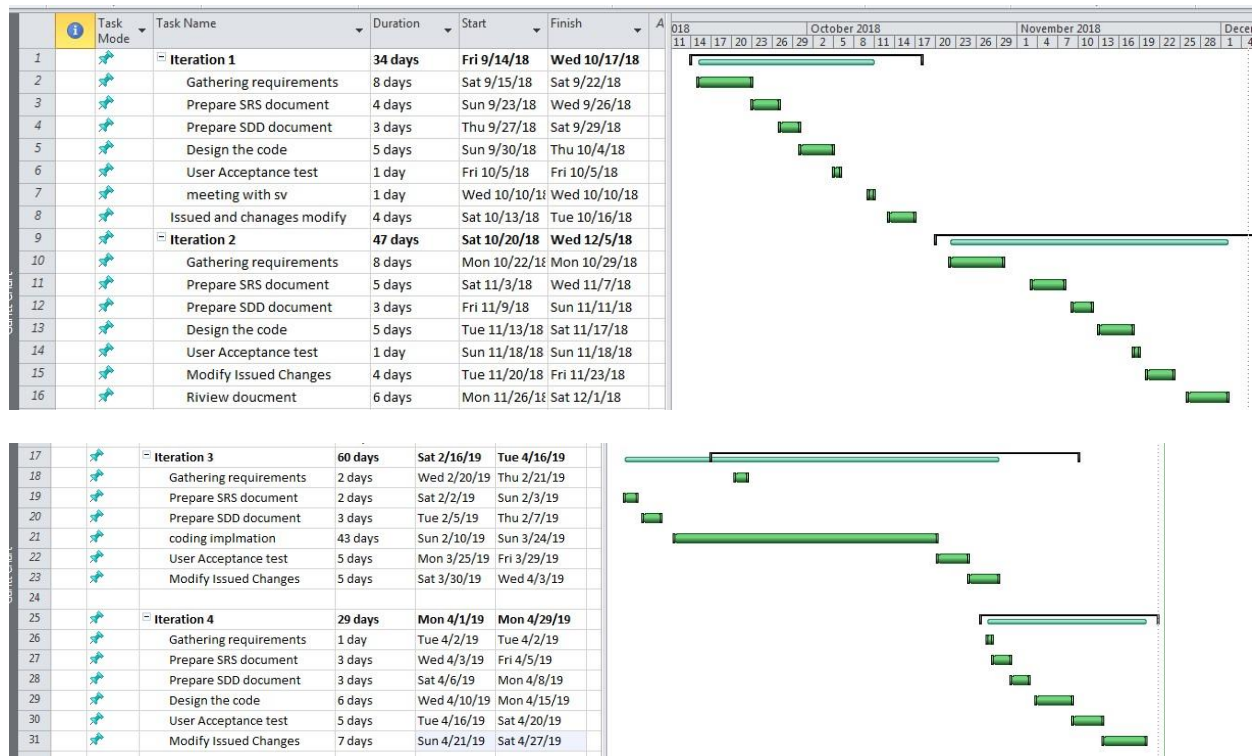 Task Mode Task Name Duration Start Finish A
018 October 2018 November 2018 Decem
11 14 17 20 23 26 29 2 5 8 11 14 17 20 23 26 29 1 4 7 10 13 16 19 22 25 28 1 4
1 Iteration 1 34 days Fri 9/14/18 Wed 10/17/18
2 Gathering requirements 8 days Sat 9/15/18 Sat 9/22/18
3 Prepare SRS document 4 days Sun 9/23/18 Wed 9/26/18
4 Prepare SDD document 3 days Thu 9/27/18 Sat 9/29/18
5 Design the code 5 days Sun 9/30/18 Thu 10/4/18
6 User Acceptance test 1 day Fri 10/5/18 Fri 10/5/18
7 meeting with sv 1 day Wed 10/10/18 Wed 10/10/18
8 Issued and chanages modify 4 days Sat 10/13/18 Tue 10/16/18
9 Iteration 2 47 days Sat 10/20/18 Wed 12/5/18
10 Gathering requirements 8 days Mon 10/22/18 Mon 10/29/18
11 Prepare SRS document 5 days Sat 11/3/18 Wed 11/7/18
12 Prepare SDD document 3 days Fri 11/9/18 Sun 11/11/18
13 Design the code 5 days Tue 11/13/18 Sat 11/17/18
14 User Acceptance test 1 day Sun 11/18/18 Sun 11/18/18
15 Modify Issued Changes 4 days Tue 11/20/18 Fri 11/23/18
16 Riview doucment 6 days Mon 11/26/18 Sat 12/1/18
17 Iteration 3 60 days Sat 2/16/19 Tue 4/16/19
18 Gathering requirements 2 days Wed 2/20/19 Thu 2/21/19
19 Prepare SRS document 2 days Sat 2/2/19 Sun 2/3/19
20 Prepare SDD document 3 days Tue 2/5/19 Thu 2/7/19
21 coding implmation 43 days Sun 2/10/19 Sun 3/24/19
22 User Acceptance test 5 days Mon 3/25/19 Fri 3/29/19
23 Modify Issued Changes 5 days Sat 3/30/19 Wed 4/3/19
24
25 Iteration 4 29 days Mon 4/1/19 Mon 4/29/19
26 Gathering requirements 1 day Tue 4/2/19 Tue 4/2/19
27 Prepare SRS document 3 days Wed 4/3/19 Fri 4/5/19
28 Prepare SDD document 3 days Sat 4/6/19 Mon 4/8/19
29 Design the code 6 days Wed 4/10/19 Mon 4/15/19
30 User Acceptance test 5 days Tue 4/16/19 Sat 4/20/19
31 Modify Issued Changes 7 days Sun 4/21/19 Sat 4/27/19